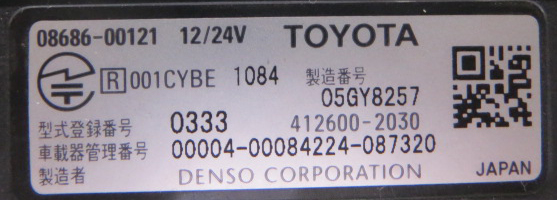 08686-00121 12/24V TOYOTA
R 001CYBE 1084 製造番号
05GY8257
型式登録番号 0333 412600-2030
車載器管理番号 00004-00084224-087320
製造者 DENSO CORPORATION JAPAN